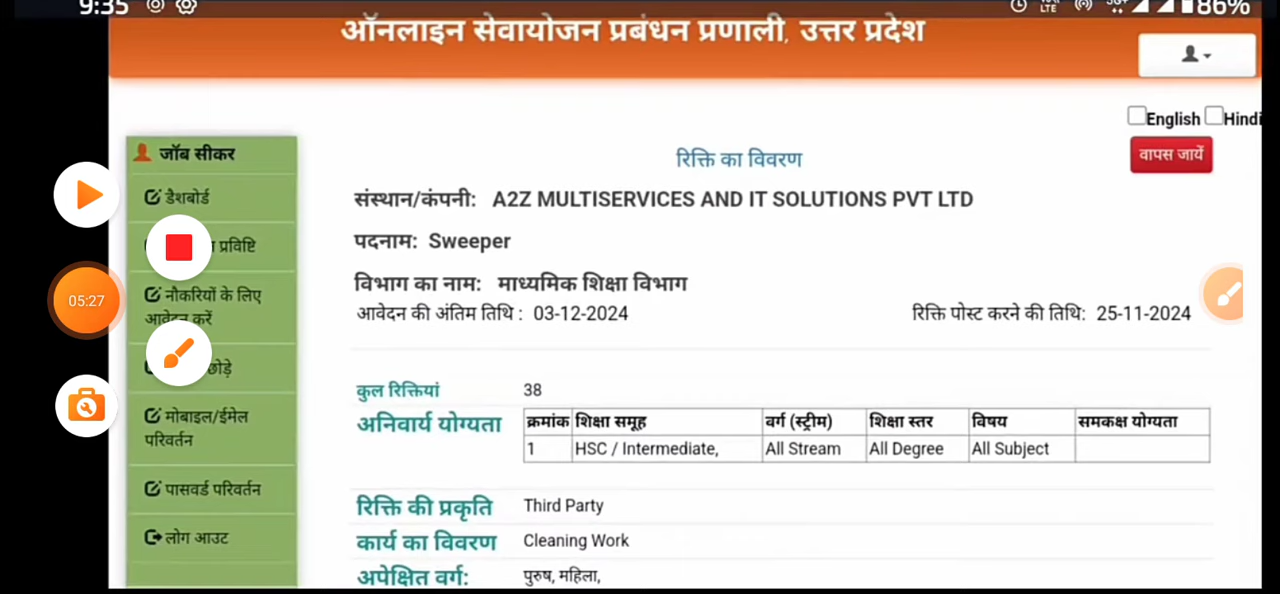 9:35
LTE
86%
ऑनलाइन सेवायोजन प्रबंधन प्रणाली, उत्तर प्रदेश
English Hindi
जॉब सीकर
रिक्ति का विवरण
वापस जायें
डैशबोर्ड
संस्थान/कंपनी: A2Z MULTISERVICES AND IT SOLUTIONS PVT LTD
प्रविष्टि
पदनाम: Sweeper
विभाग का नाम: माध्यमिक शिक्षा विभाग
नौकरियों के लिए
आवेदन करें
05:27
आवेदन की अंतिम तिथि : 03-12-2024
रिक्ति पोस्ट करने की तिथि: 25-11-2024
छोड़े
कुल रिक्तियां 38
मोबाइल/ईमेल
परिवर्तन
अनिवार्य योग्यता
क्रमांक शिक्षा समूह वर्ग (स्ट्रीम) शिक्षा स्तर विषय समकक्ष योग्यता
1 HSC / Intermediate, All Stream All Degree All Subject
पासवर्ड परिवर्तन
रिक्ति की प्रकृति Third Party
लोग आउट
कार्य का विवरण Cleaning Work
अपेक्षित वर्ग: पुरुष, महिला,